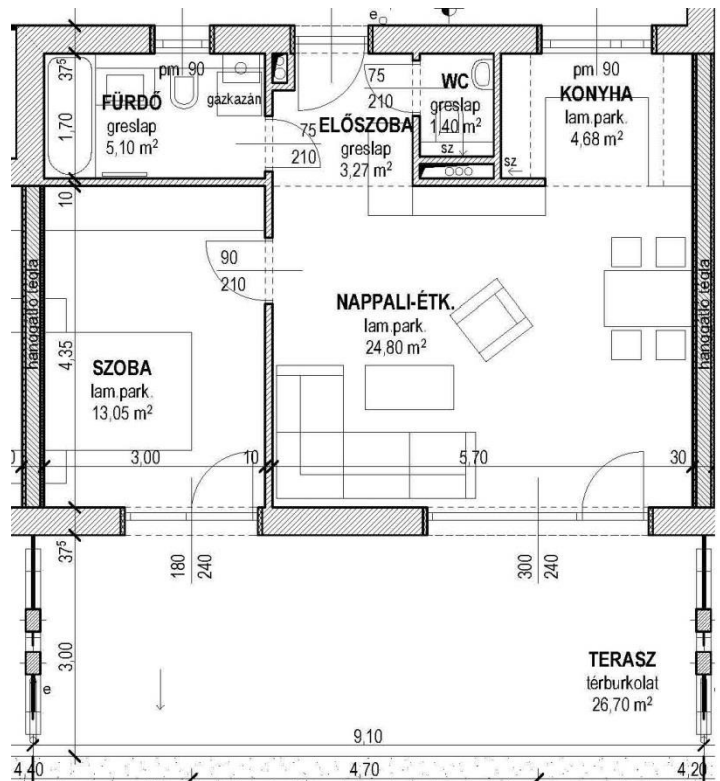 e
37⁵
pm 90
FÜRDŐ
greslap
5,10 m²
gázkazán
75
210
ELŐSZOBA
greslap
3,27 m²
75
210
WC
greslap
1,40 m²
sz
sz
pm 90
KONYHA
lam.park.
4,68 m²
1,70
10
90
210
hanggátló tégla
hanggátló tégla
NAPPALI-ÉTK.
lam.park.
24,80 m²
4,35
SZOBA
lam.park.
13,05 m²
0
3,00
10
5,70
30
37⁵
180
240
300
240
3,00
e
TERASZ
térburkolat
26,70 m²
9,10
4,40
4,70
4,20